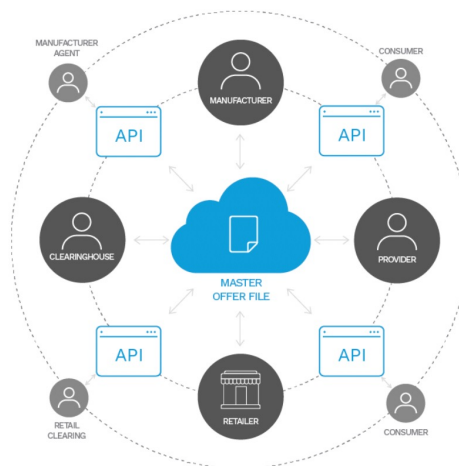 MANUFACTURER
AGENT
CONSUMER
MANUFACTURER
API
API
CLEARINGHOUSE
PROVIDER
MASTER
OFFER FILE
API
API
RETAILER
RETAIL
CLEARING
CONSUMER